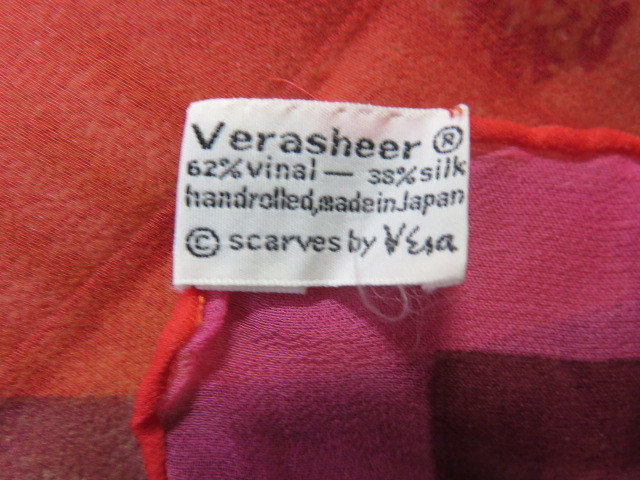 Verasheer ®
62% vinal — 38% silk
handrolled, made in Japan
© scarves by Vera